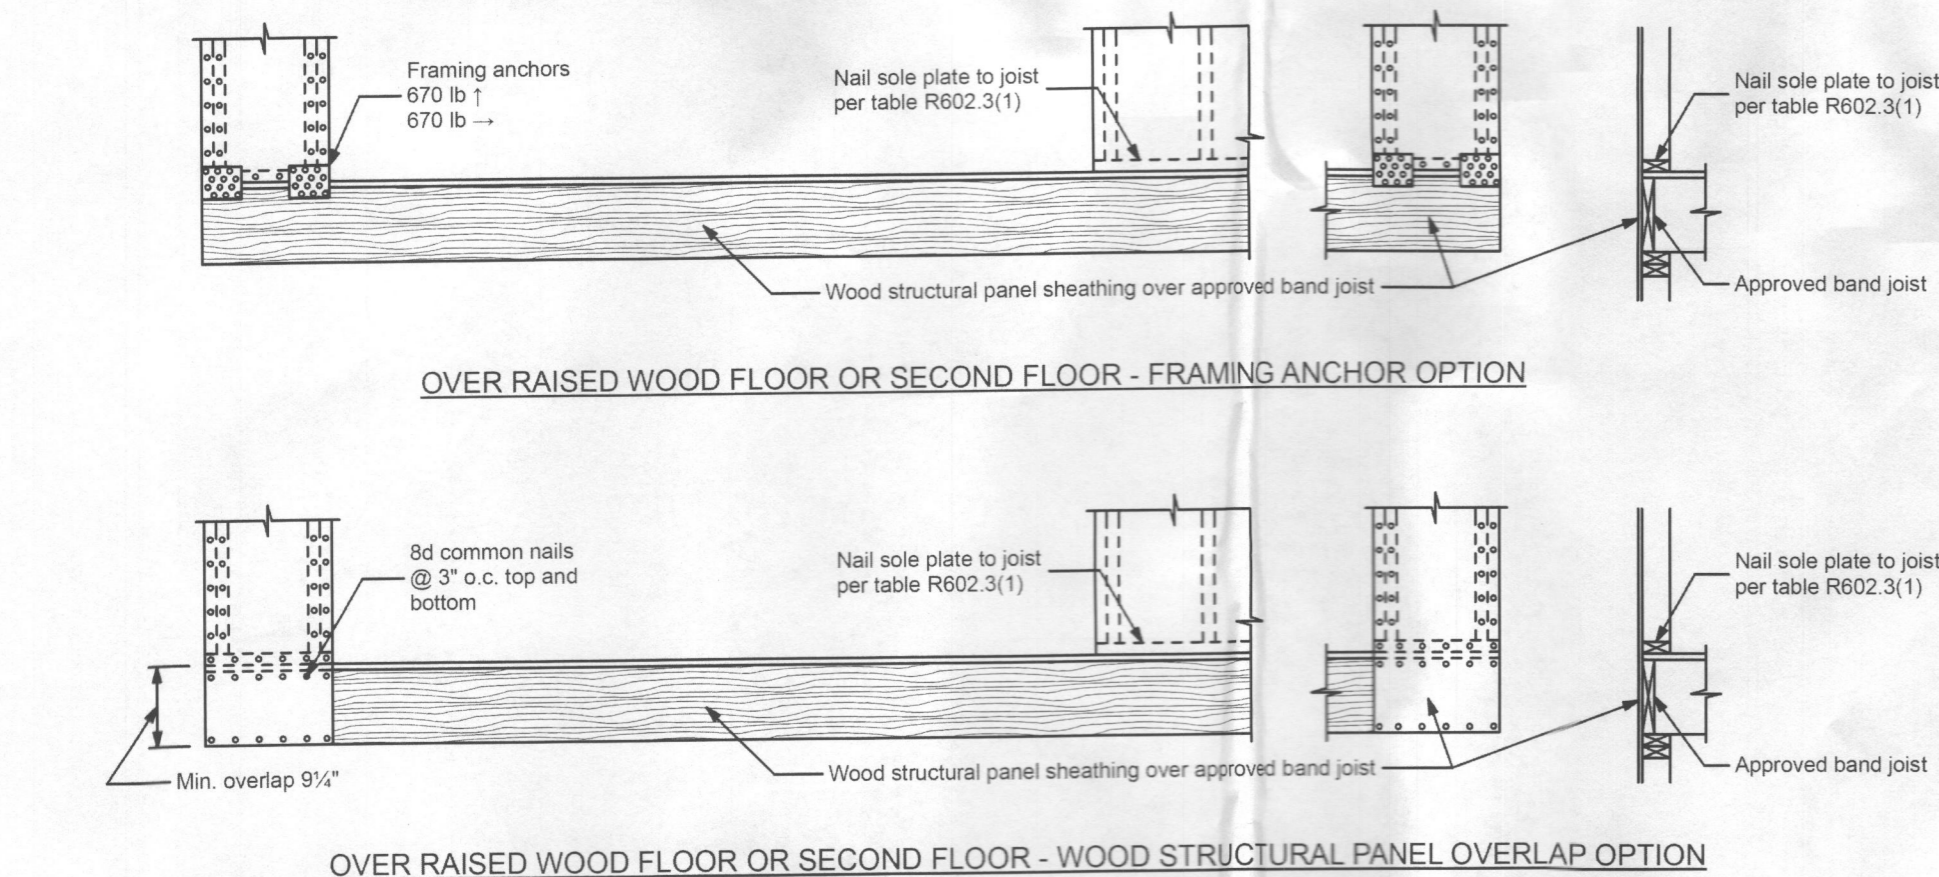 Framing anchors
670 lb ↑
670 lb →
Nail sole plate to joist
per table R602.3(1)
Nail sole plate to joist
per table R602.3(1)
Wood structural panel sheathing over approved band joist
Approved band joist
OVER RAISED WOOD FLOOR OR SECOND FLOOR - FRAMING ANCHOR OPTION
8d common nails
@ 3" o.c. top and
bottom
Nail sole plate to joist
per table R602.3(1)
Nail sole plate to joist
per table R602.3(1)
Min. overlap 9¼"
Wood structural panel sheathing over approved band joist
Approved band joist
OVER RAISED WOOD FLOOR OR SECOND FLOOR - WOOD STRUCTURAL PANEL OVERLAP OPTION